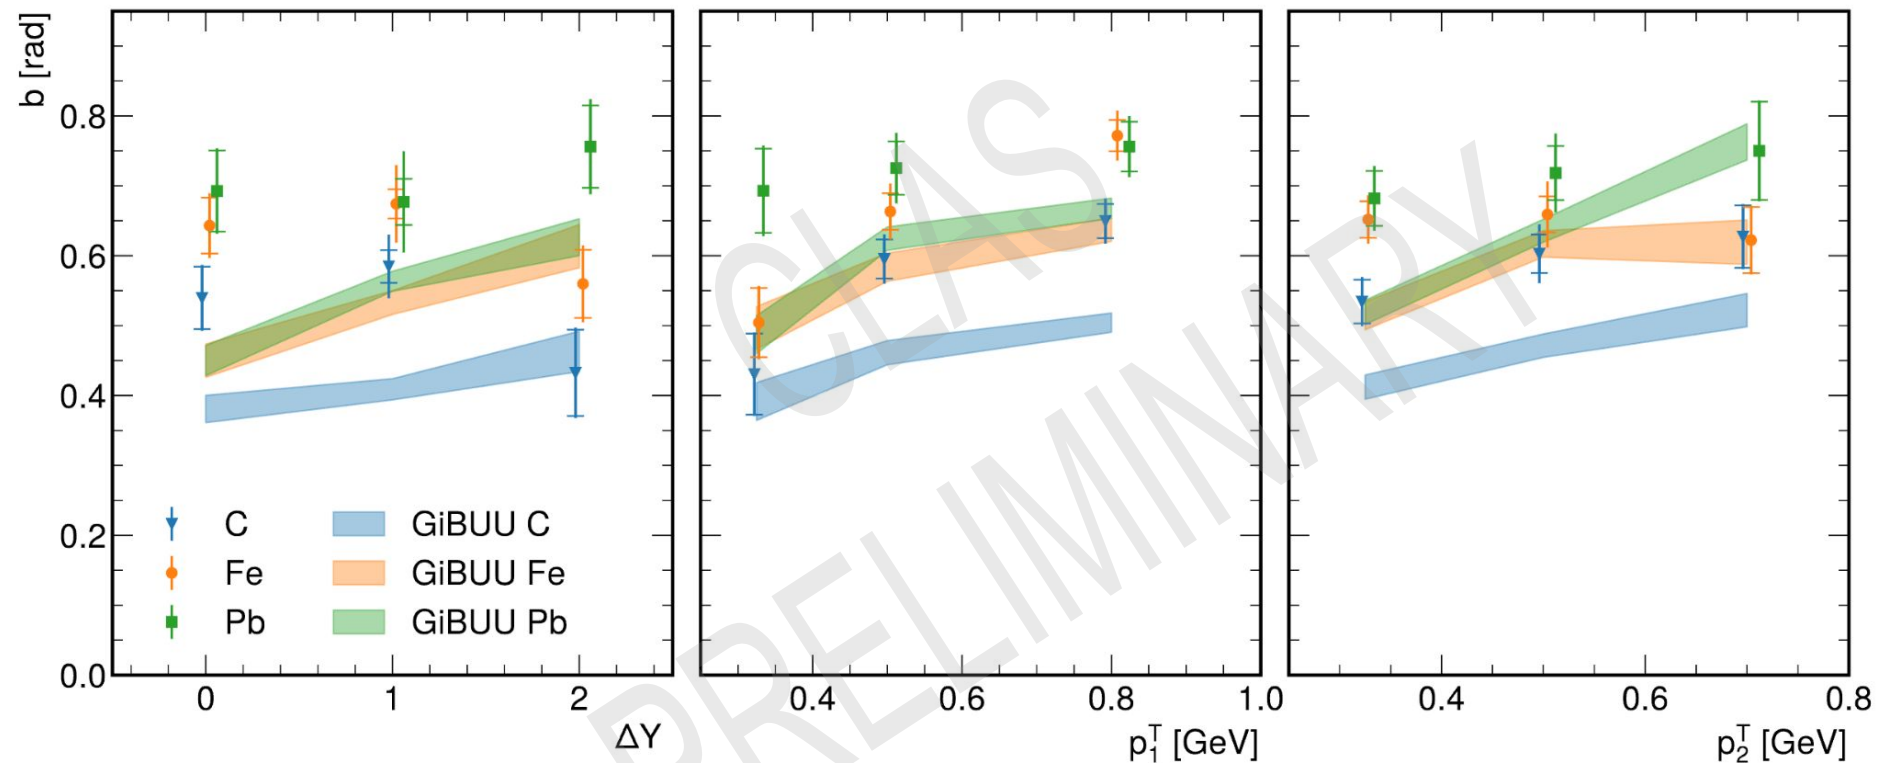 b [rad]
0.8
0.6
0.4
0.2
0.0
C
Fe
Pb
GiBUU C
GiBUU Fe
GiBUU Pb
0 1 2
ΔY
0.4 0.6 0.8 1.0
p₁ᵀ [GeV]
0.4 0.6 0.8
p₂ᵀ [GeV]
CLAS
PRELIMINARY